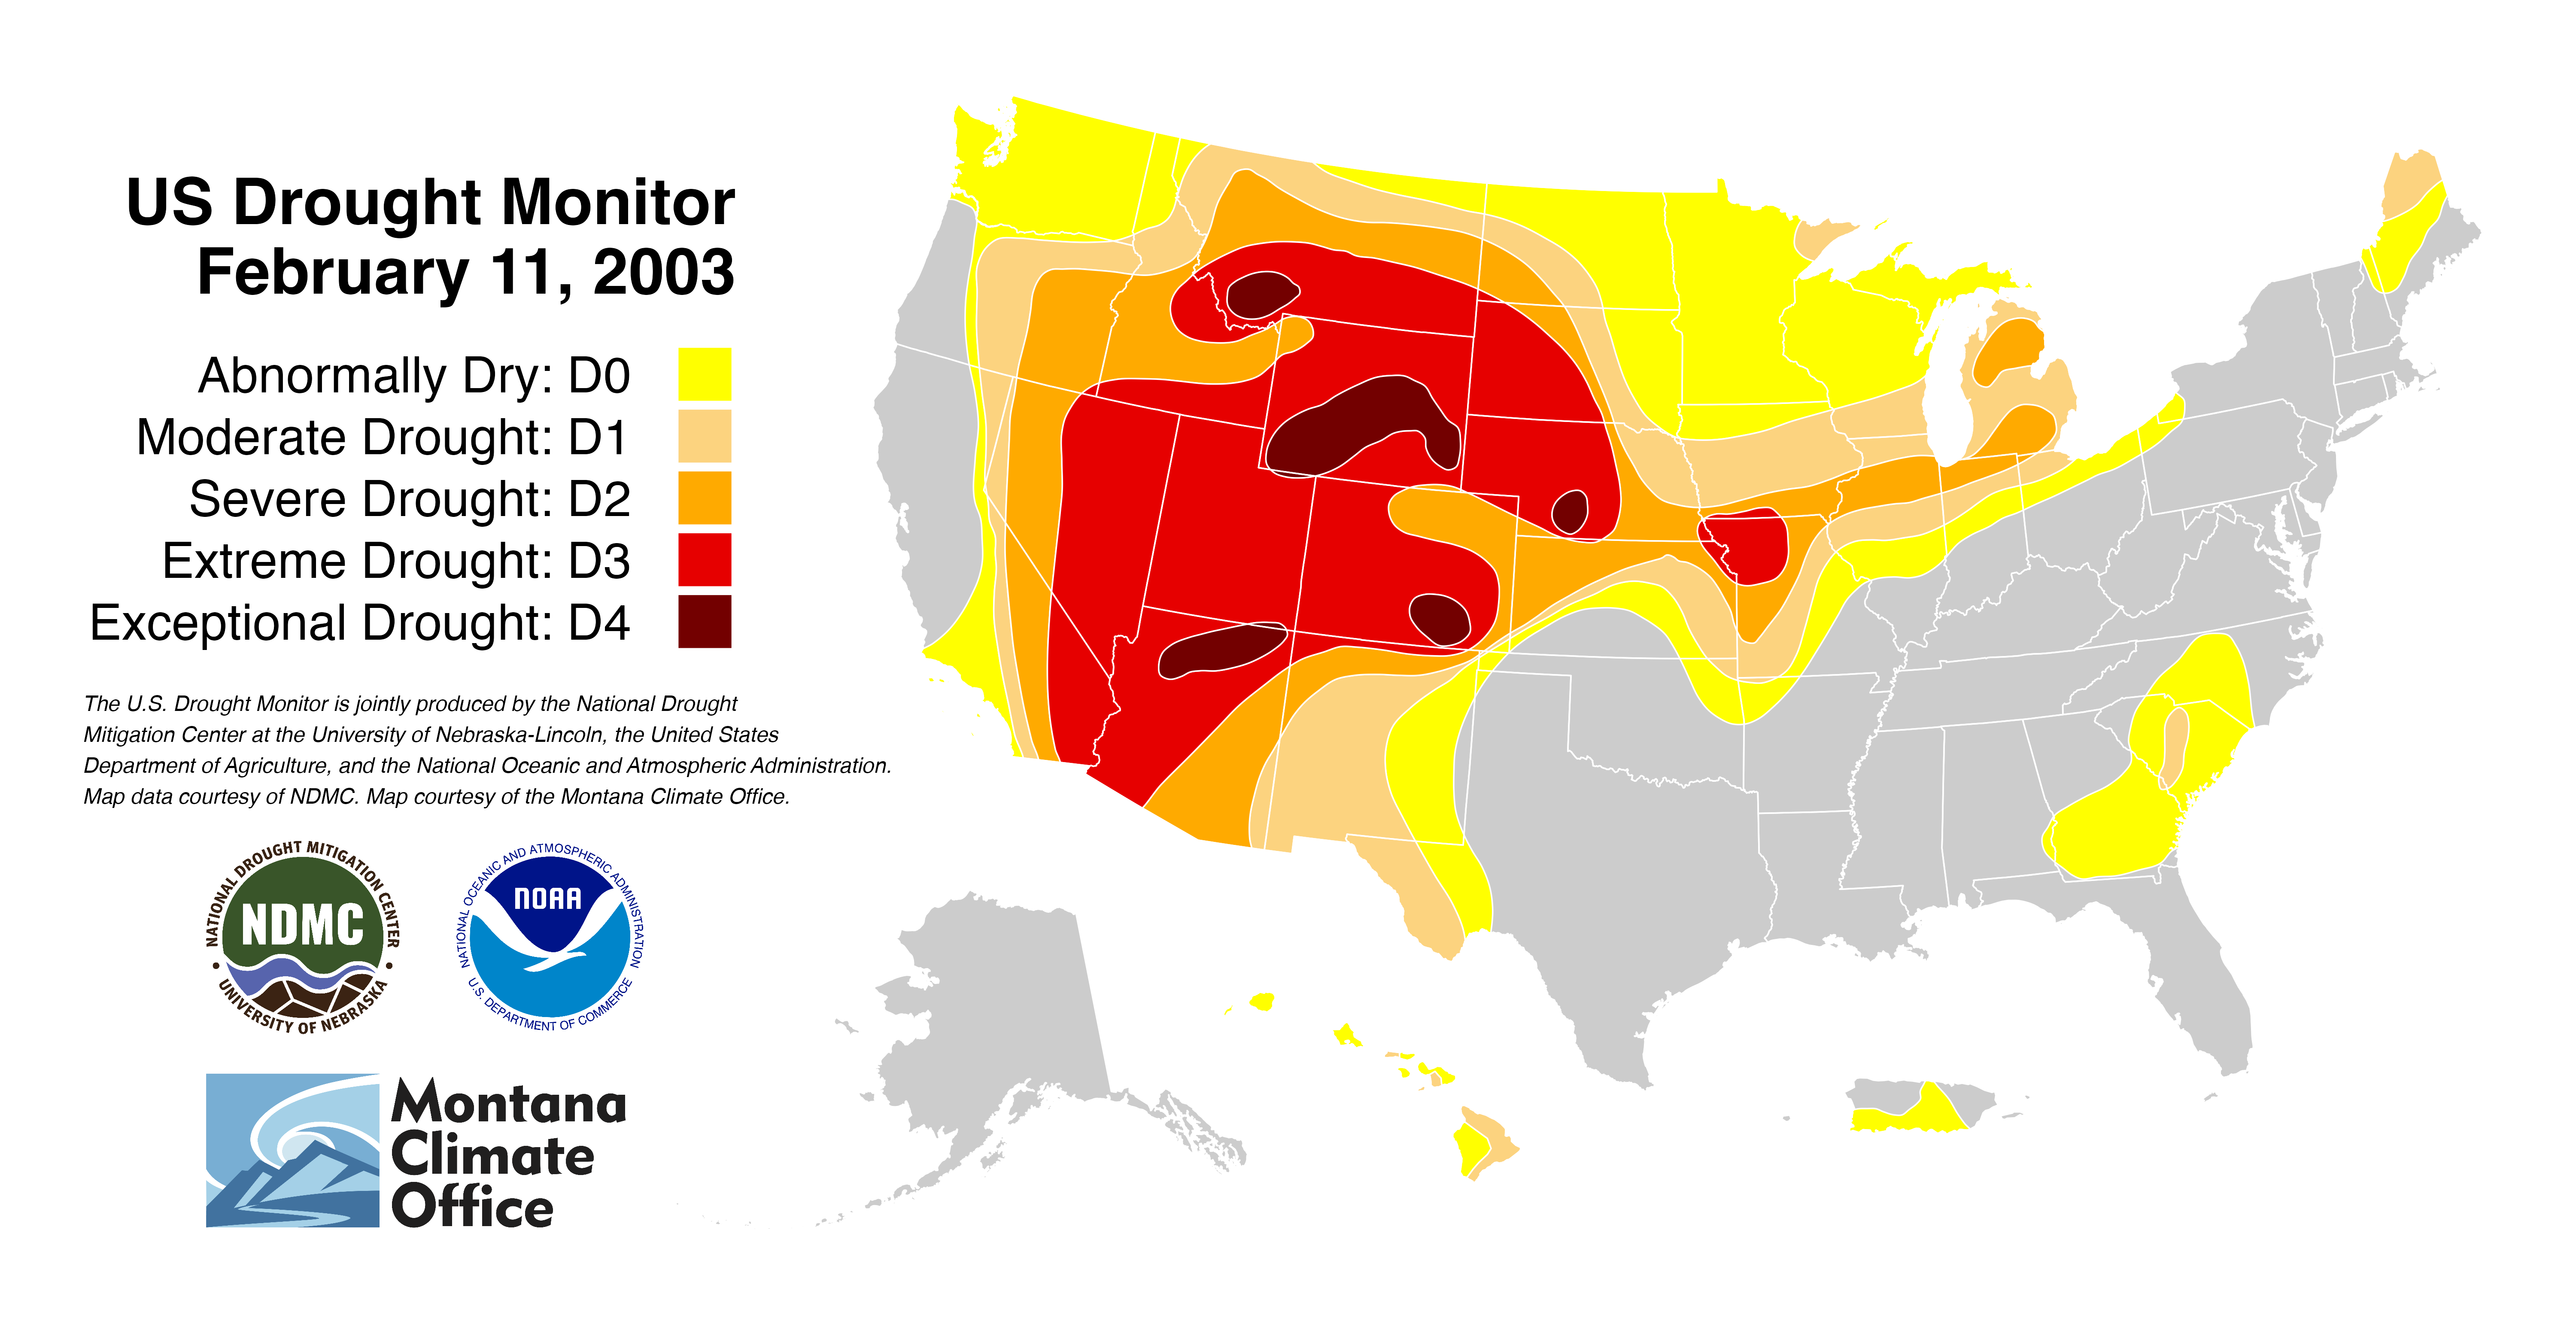 US Drought Monitor
February 11, 2003
Abnormally Dry: D0
Moderate Drought: D1
Severe Drought: D2
Extreme Drought: D3
Exceptional Drought: D4
The U.S. Drought Monitor is jointly produced by the National Drought
Mitigation Center at the University of Nebraska-Lincoln, the United States
Department of Agriculture, and the National Oceanic and Atmospheric Administration.
Map data courtesy of NDMC. Map courtesy of the Montana Climate Office.
NATIONAL DROUGHT MITIGATION CENTER
NDMC
• UNIVERSITY OF NEBRASKA •
NATIONAL OCEANIC AND ATMOSPHERIC ADMINISTRATION
NOAA
U.S. DEPARTMENT OF COMMERCE
Montana
Climate
Office